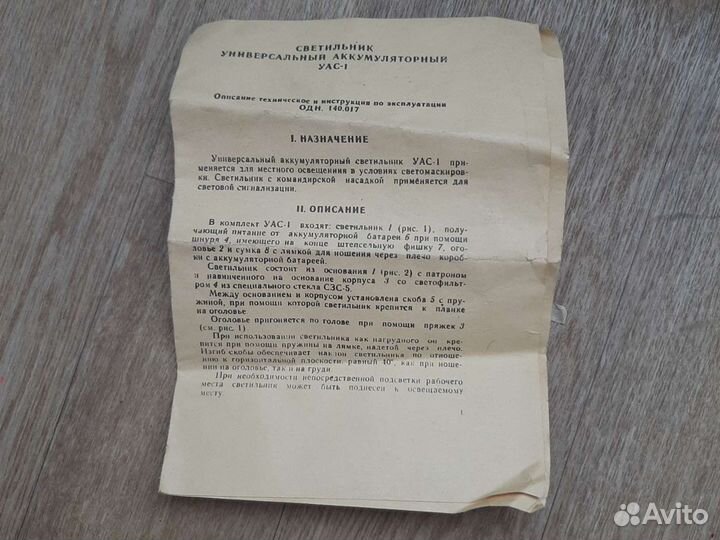 СВЕТИЛЬНИК
УНИВЕРСАЛЬНЫЙ АККУМУЛЯТОРНЫЙ
УАС-1
Описание техническое и инструкция по эксплуатации
ОДН. 140.017
I. НАЗНАЧЕНИЕ
Универсальный аккумуляторный светильник УАС-1 при-
меняется для местного освещения в условиях светомаскиров-
ки. Светильник с командирской насадкой применяется для
световой сигнализации.
II. ОПИСАНИЕ
В комплект УАС-1 входят: светильник 1 (рис. 1), полу-
чающий питание от аккумуляторной батареи 6 при помощи
шнура 4, имеющего на конце штепсельную фишку 7, ого-
ловье 2 и сумка 8 с лямкой для ношения через плечо короб-
ки с аккумуляторной батареей.
Светильник состоит из основания 1 (рис. 2) с патроном
и навинченного на основание корпуса 3 со светофильт-
ром 4 из специального стекла СЗС-5.
Между основанием и корпусом установлена скоба 5 с пру-
жиной, при помощи которой светильник крепится к планке
на оголовье.
Оголовье пригоняется по голове при помощи пряжек 3
(см. рис. 1).
При использовании светильника как нагрудного он кре-
пится при помощи пружины на лямке, надетой через плечо.
Изгиб скобы обеспечивает наклон светильника по отноше-
нию к горизонтальной плоскости, равный 40°, как при ноше-
нии на оголовье, так и на груди.
При необходимости непосредственной подсветки рабочего
места светильник может быть поднесен к освещаемому
месту.
1
Avito